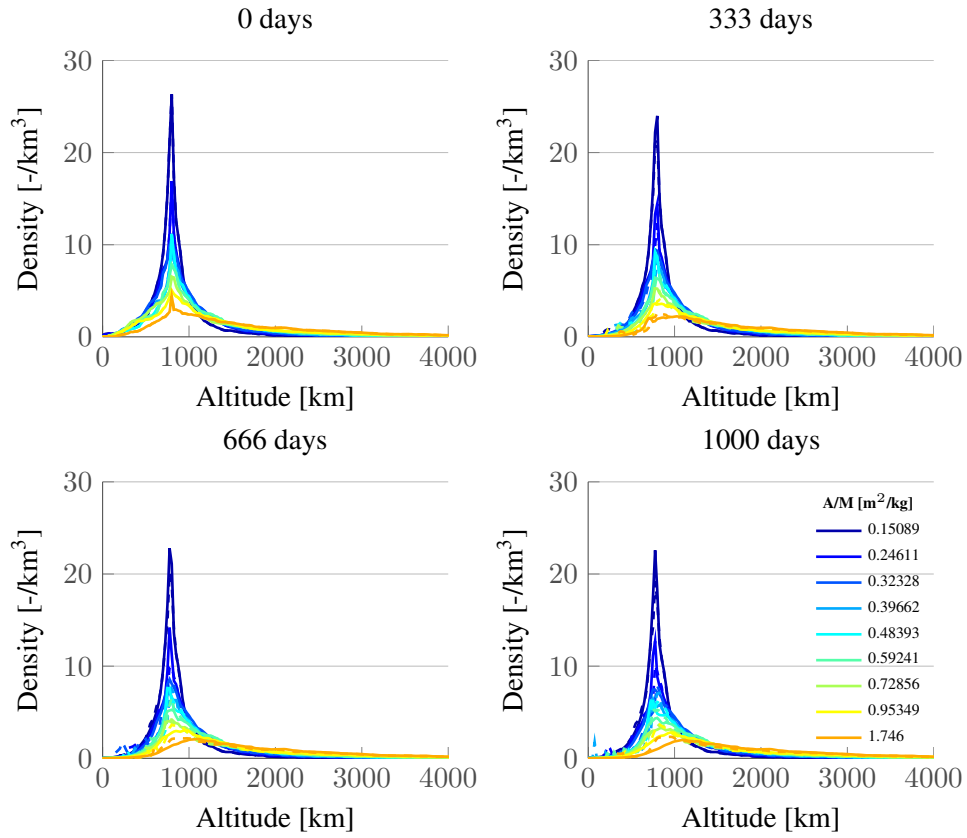 0 days
333 days
30
20
10
0
Density [-/km³]
0 1000 2000 3000 4000
Altitude [km]
30
20
10
0
Density [-/km³]
0 1000 2000 3000 4000
Altitude [km]
666 days
1000 days
30
20
10
0
Density [-/km³]
0 1000 2000 3000 4000
Altitude [km]
30
20
10
0
Density [-/km³]
0 1000 2000 3000 4000
Altitude [km]
A/M [m²/kg]
0.15089
0.24611
0.32328
0.39662
0.48393
0.59241
0.72856
0.95349
1.746